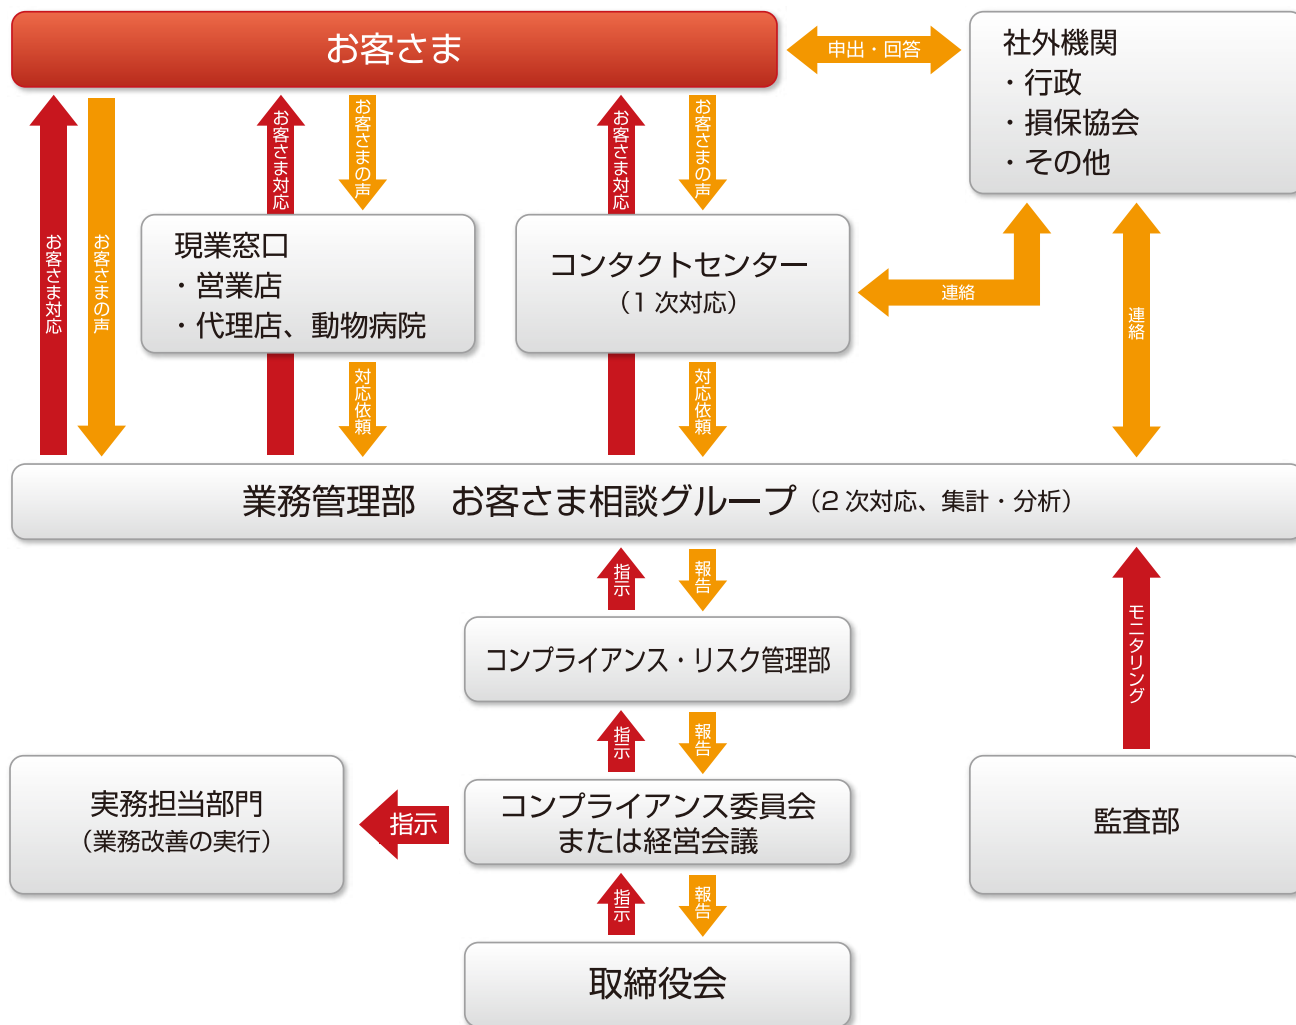 お客さま
申出・回答
社外機関
・行政
・損保協会
・その他
お客さま対応
お客さまの声
お客さま対応
お客さまの声
お客さま対応
お客さまの声
現業窓口
・営業店
・代理店、動物病院
コンタクトセンター
（1 次対応）
連絡
連絡
対応依頼
対応依頼
業務管理部　お客さま相談グループ（2 次対応、集計・分析）
指示
報告
モニタリング
コンプライアンス・リスク管理部
指示
報告
実務担当部門
（業務改善の実行）
指示
コンプライアンス委員会
または経営会議
監査部
指示
報告
取締役会